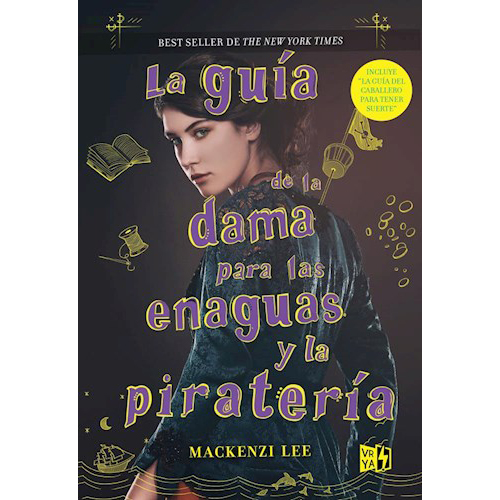 BEST SELLER DE THE NEW YORK TIMES
La guía
INCLUYE
"LA GUÍA DEL
CABALLERO
PARA TENER
SUERTE"
de la
dama
para las
enaguas
y la
piratería
MACKENZI LEE
VR
YA